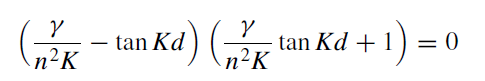 (γ/n²K − tan Kd) (γ/n²K tan Kd + 1) = 0